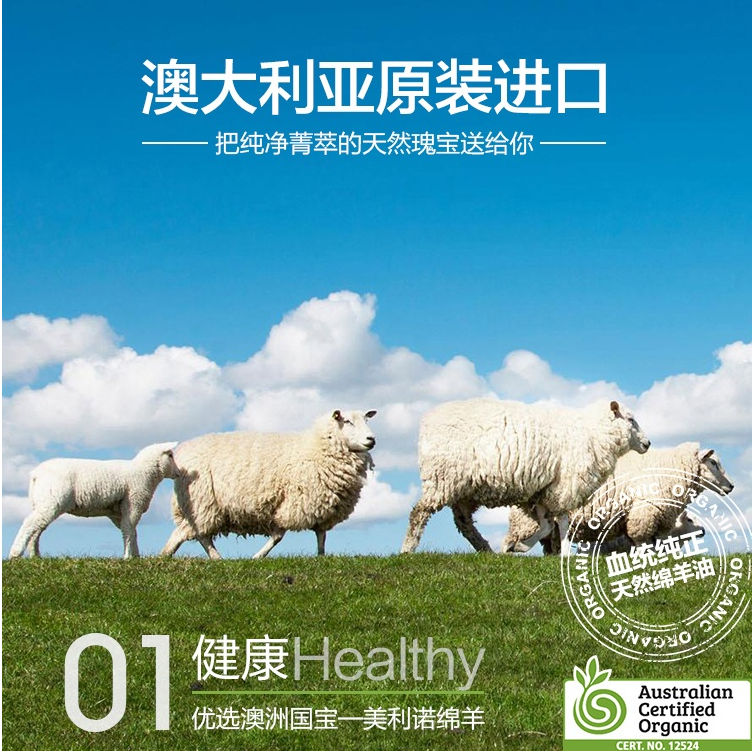 澳大利亚原装进口
把纯净菁萃的天然瑰宝送给你
ORGANIC ORGANIC ORGANIC ORGANIC ORGANIC ORGANIC
血统纯正
天然绵羊油
01 健康Healthy
优选澳洲国宝—美利诺绵羊
Australian
Certified
Organic
CERT. NO. 12524